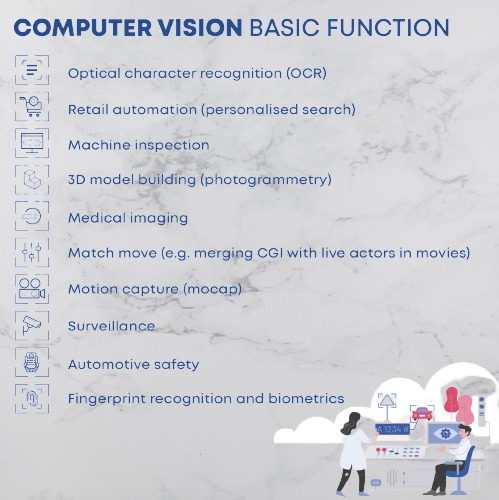 COMPUTER VISION BASIC FUNCTION
Optical character recognition (OCR)
Retail automation (personalised search)
Machine inspection
3D model building (photogrammetry)
Medical imaging
Match move (e.g. merging CGI with live actors in movies)
Motion capture (mocap)
Surveillance
Automotive safety
Fingerprint recognition and biometrics
A 1234 #